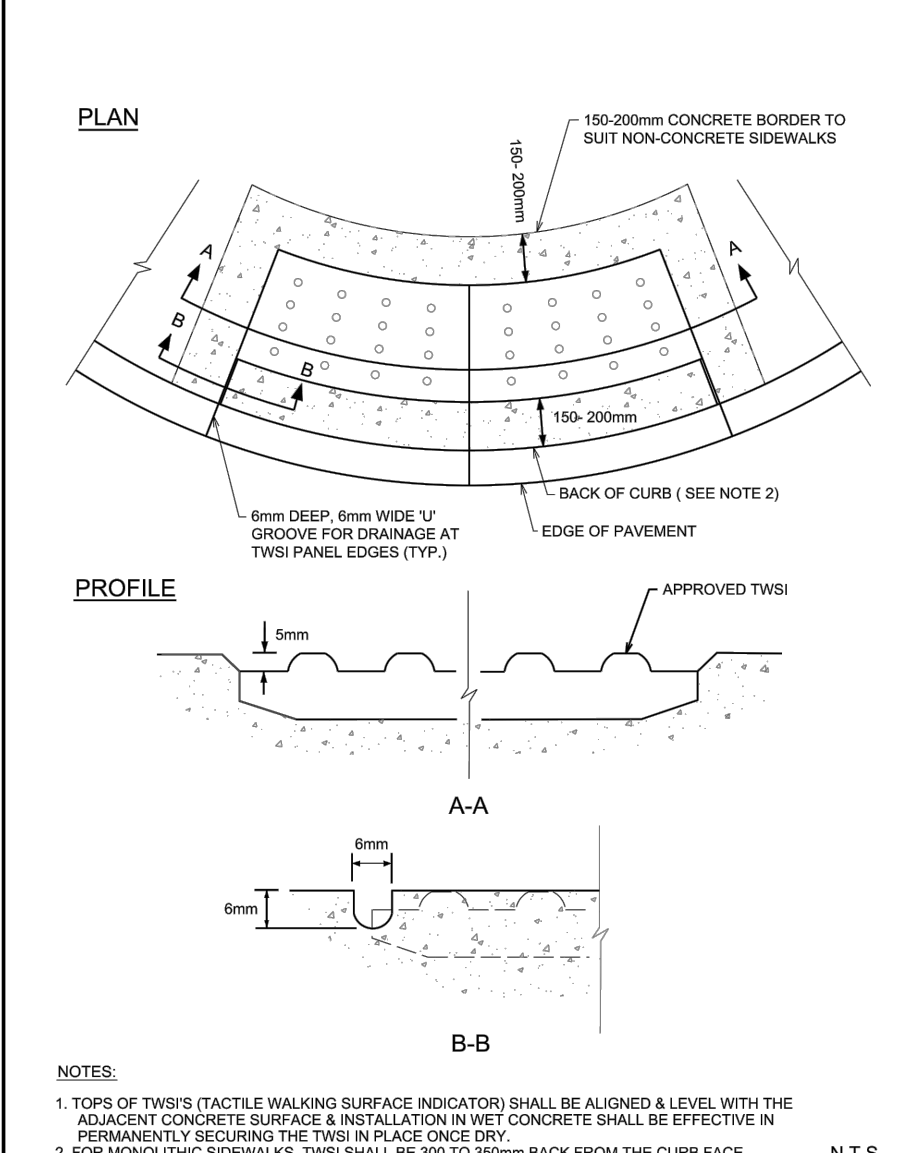 PLAN
150-200mm CONCRETE BORDER TO
SUIT NON-CONCRETE SIDEWALKS
150- 200mm
A
A
B
B
150- 200mm
BACK OF CURB ( SEE NOTE 2)
6mm DEEP, 6mm WIDE 'U'
GROOVE FOR DRAINAGE AT
TWSI PANEL EDGES (TYP.)
EDGE OF PAVEMENT
PROFILE
APPROVED TWSI
5mm
A-A
6mm
6mm
B-B
NOTES:
1. TOPS OF TWSI'S (TACTILE WALKING SURFACE INDICATOR) SHALL BE ALIGNED & LEVEL WITH THE
ADJACENT CONCRETE SURFACE & INSTALLATION IN WET CONCRETE SHALL BE EFFECTIVE IN
PERMANENTLY SECURING THE TWSI IN PLACE ONCE DRY.
2. FOR MONOLITHIC SIDEWALKS, TWSI SHALL BE 300 TO 350mm BACK FROM THE CURB FACE
N.T.S.